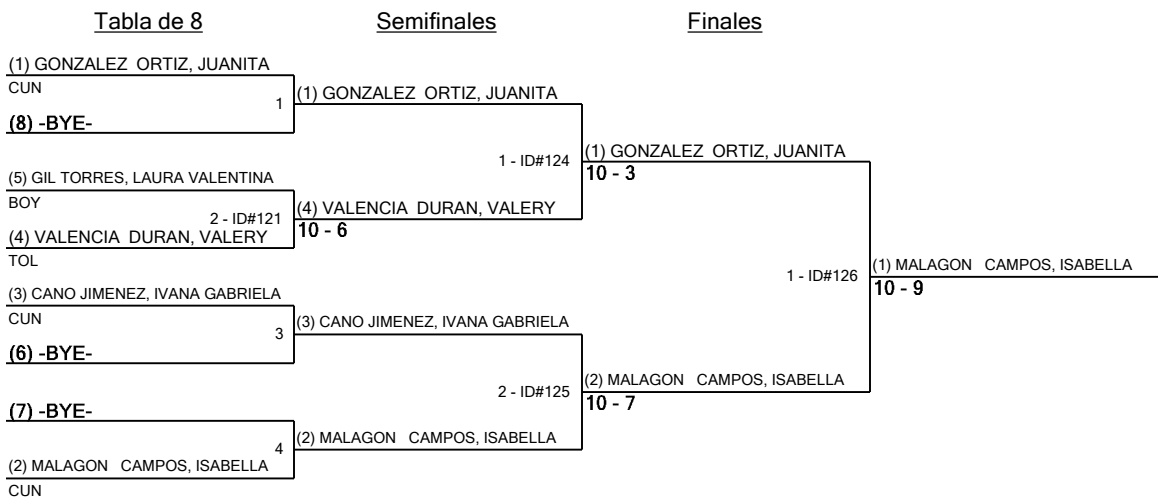 Tabla de 8
Semifinales
Finales
(1) GONZALEZ  ORTIZ, JUANITA
CUN
1
(8) -BYE-
(5) GIL TORRES, LAURA VALENTINA
BOY
2 - ID#121
(4) VALENCIA  DURAN, VALERY
TOL
(3) CANO JIMENEZ, IVANA GABRIELA
CUN
3
(6) -BYE-
(7) -BYE-
4
(2) MALAGON   CAMPOS, ISABELLA
CUN
(1) GONZALEZ  ORTIZ, JUANITA
1 - ID#124
(4) VALENCIA  DURAN, VALERY
10 - 6
(3) CANO JIMENEZ, IVANA GABRIELA
2 - ID#125
(2) MALAGON   CAMPOS, ISABELLA
(1) GONZALEZ  ORTIZ, JUANITA
10 - 3
1 - ID#126
(2) MALAGON   CAMPOS, ISABELLA
10 - 7
(1) MALAGON   CAMPOS, ISABELLA
10 - 9